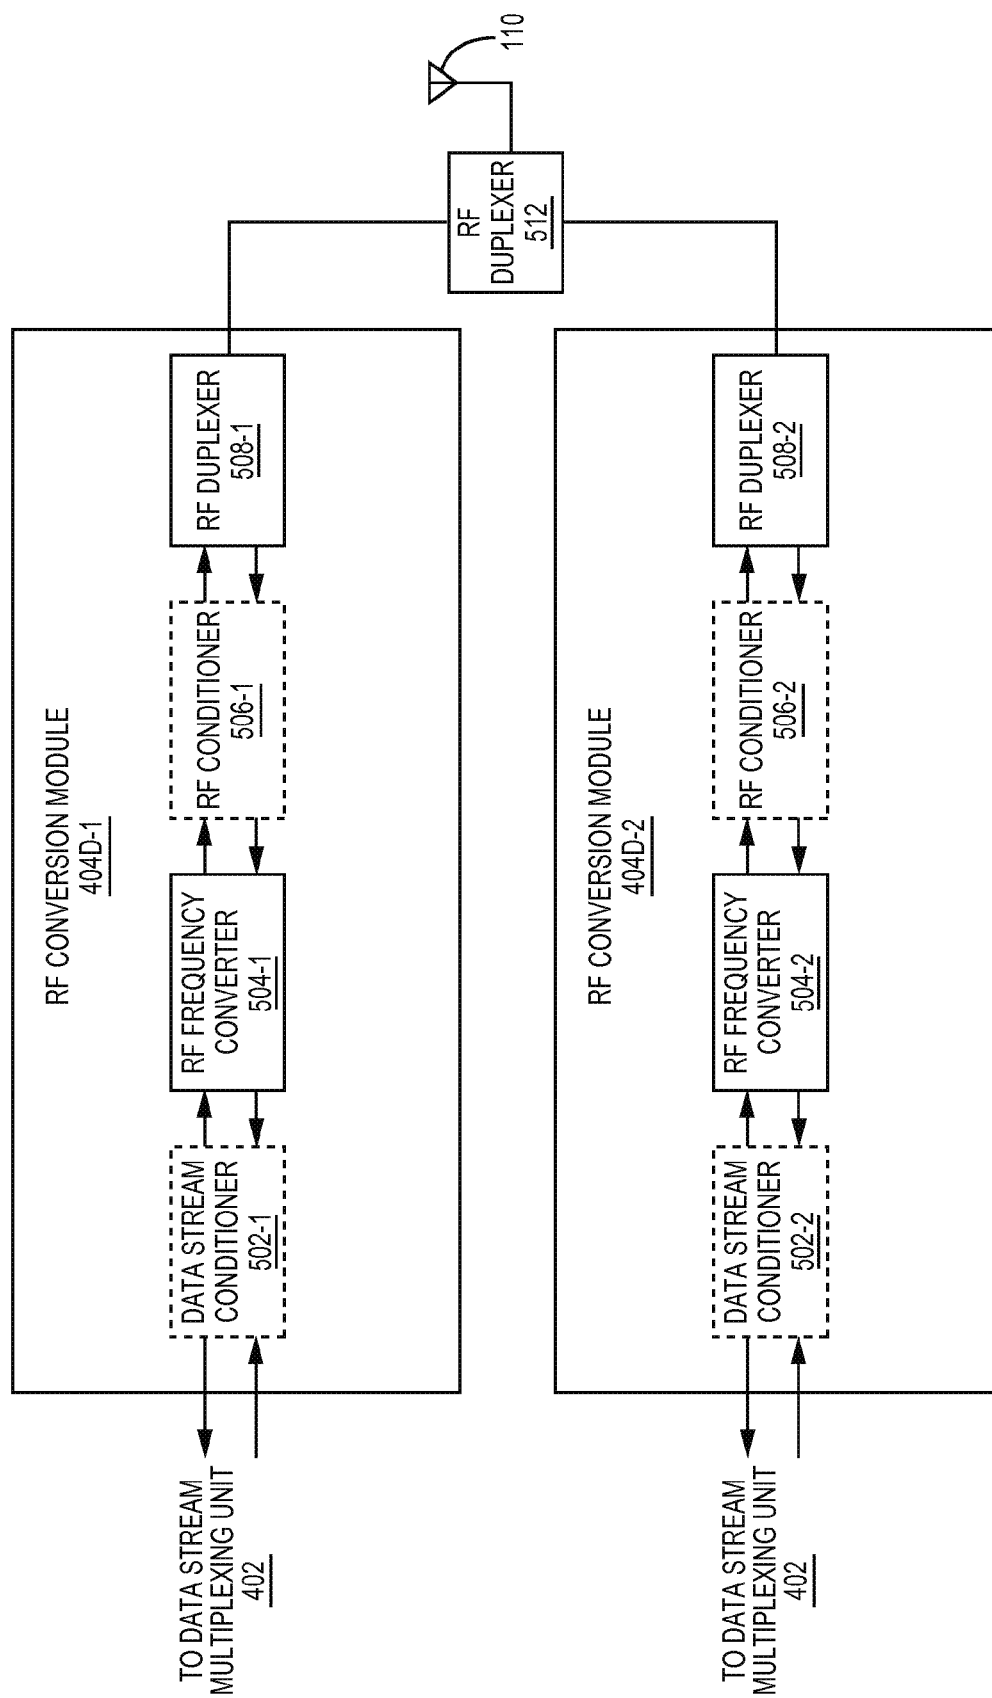 RF CONVERSION MODULE
404D-1
TO DATA STREAM
MULTIPLEXING UNIT
402
DATA STREAM
CONDITIONER
502-1
RF FREQUENCY
CONVERTER
504-1
RF CONDITIONER
506-1
RF DUPLEXER
508-1
RF
DUPLEXER
512
110
RF CONVERSION MODULE
404D-2
TO DATA STREAM
MULTIPLEXING UNIT
402
DATA STREAM
CONDITIONER
502-2
RF FREQUENCY
CONVERTER
504-2
RF CONDITIONER
506-2
RF DUPLEXER
508-2